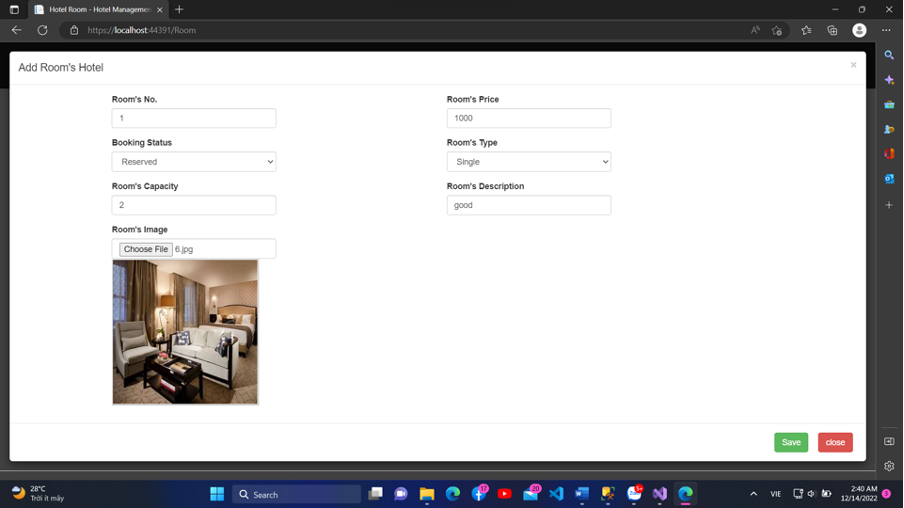 Hotel Room - Hotel Managemen
https://localhost:44391/Room
Add Room's Hotel
×
Room's No.
Room's Price
1
1000
Booking Status
Room's Type
Reserved
Single
Room's Capacity
Room's Description
2
good
Room's Image
Choose File 6.jpg
Save
close
28°C
Trời ít mây
Search
17
20
5+
VIE
2:40 AM
12/14/2022
3